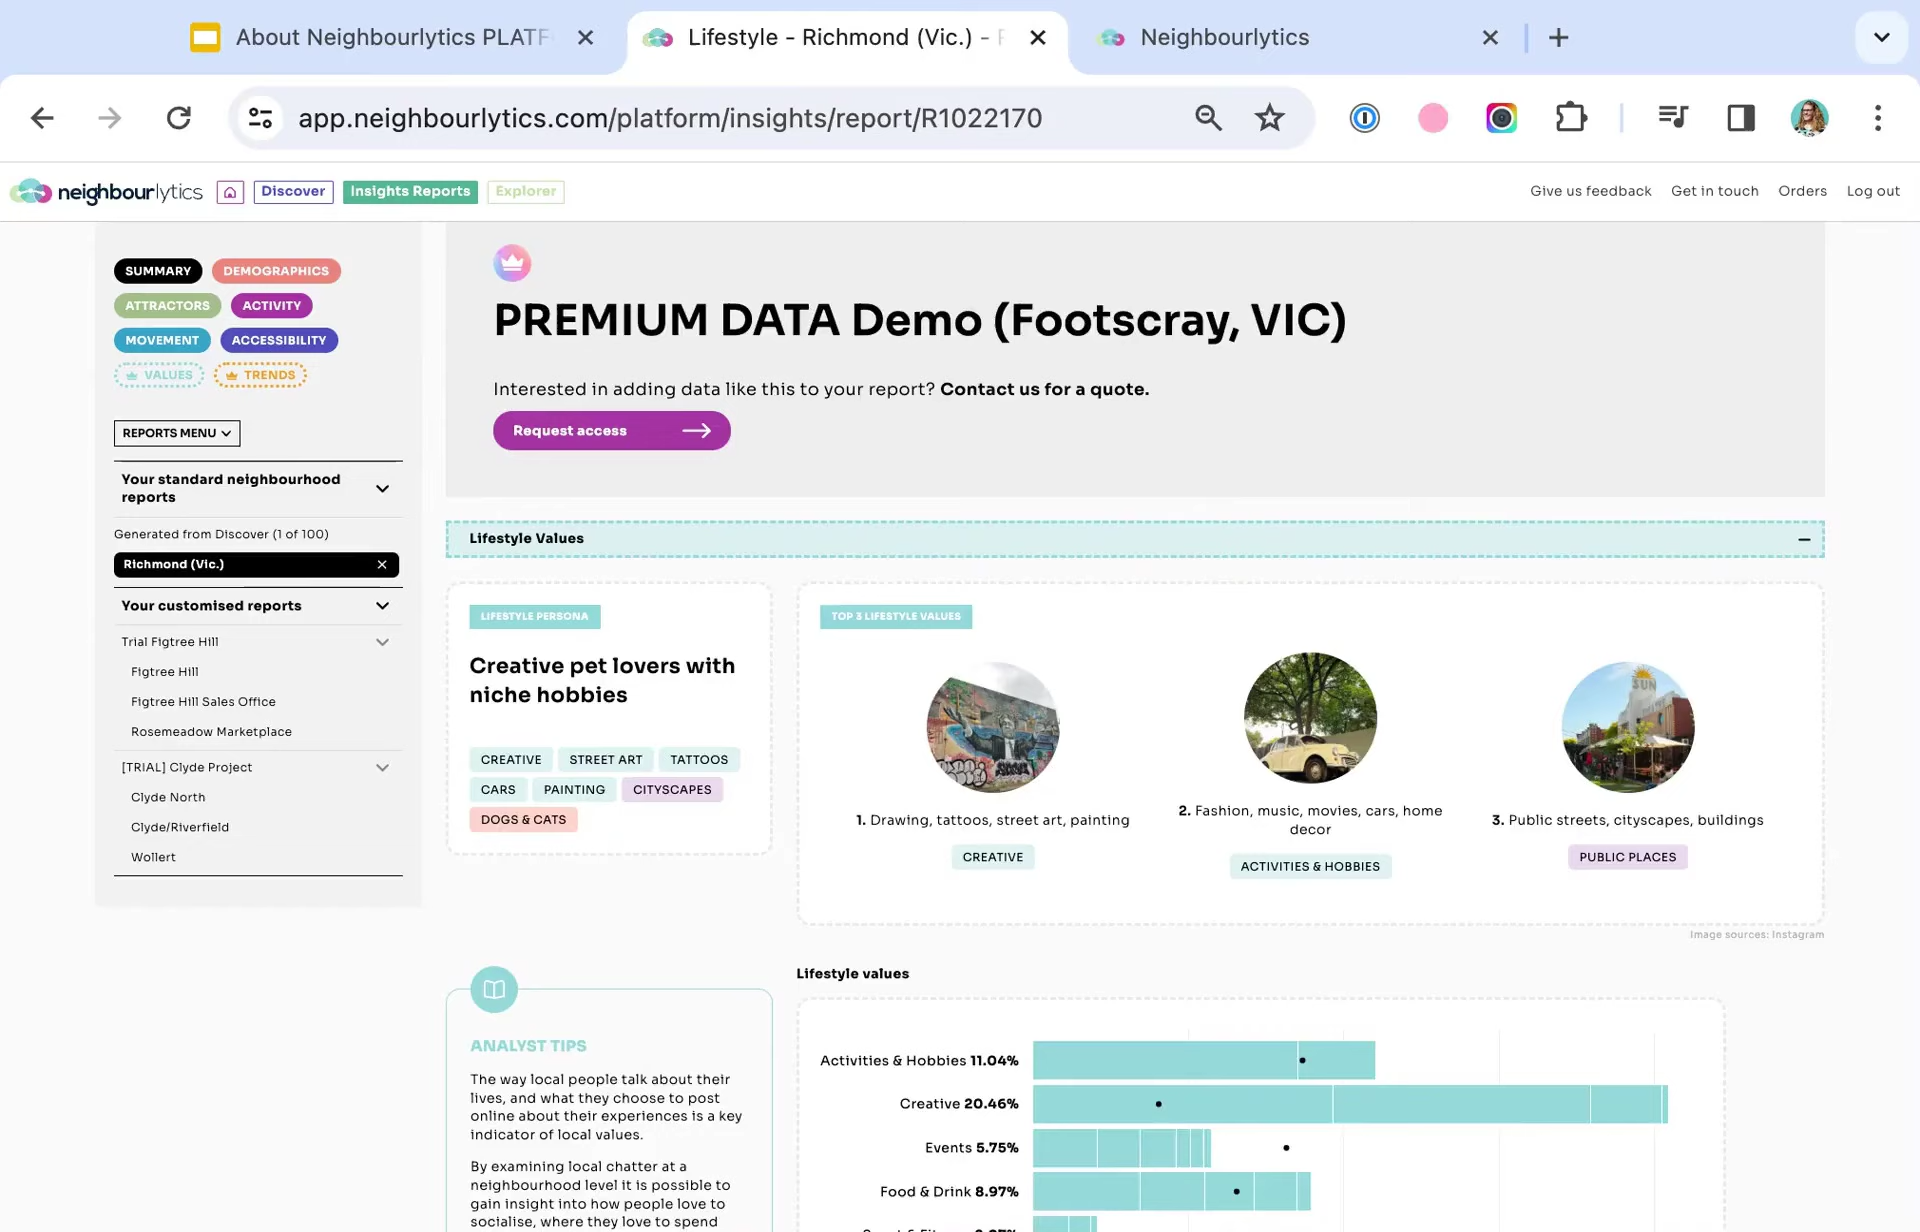 About Neighbourlytics PLATF
Lifestyle - Richmond (Vic.) -
Neighbourlytics
app.neighbourlytics.com/platform/insights/report/R1022170
neighbourlytics
Discover
Insights Reports
Explorer
Give us feedback
Get in touch
Orders
Log out
SUMMARY
DEMOGRAPHICS
ATTRACTORS
ACTIVITY
MOVEMENT
ACCESSIBILITY
VALUES
TRENDS
REPORTS MENU
Your standard neighbourhood
reports
Generated from Discover (1 of 100)
Richmond (Vic.)
Your customised reports
Trial Figtree Hill
Figtree Hill
Figtree Hill Sales Office
Rosemeadow Marketplace
[TRIAL] Clyde Project
Clyde North
Clyde/Riverfield
Wollert
PREMIUM DATA Demo (Footscray, VIC)
Interested in adding data like this to your report? Contact us for a quote.
Request access
Lifestyle Values
LIFESTYLE PERSONA
Creative pet lovers with
niche hobbies
CREATIVE
STREET ART
TATTOOS
CARS
PAINTING
CITYSCAPES
DOGS & CATS
TOP 3 LIFESTYLE VALUES
SUN
1. Drawing, tattoos, street art, painting
CREATIVE
2. Fashion, music, movies, cars, home
decor
ACTIVITIES & HOBBIES
3. Public streets, cityscapes, buildings
PUBLIC PLACES
Image sources: Instagram
ANALYST TIPS
The way local people talk about their
lives, and what they choose to post
online about their experiences is a key
indicator of local values.
By examining local chatter at a
neighbourhood level it is possible to
gain insight into how people love to
socialise, where they love to spend
Lifestyle values
Activities & Hobbies 11.04%
Creative 20.46%
Events 5.75%
Food & Drink 8.97%